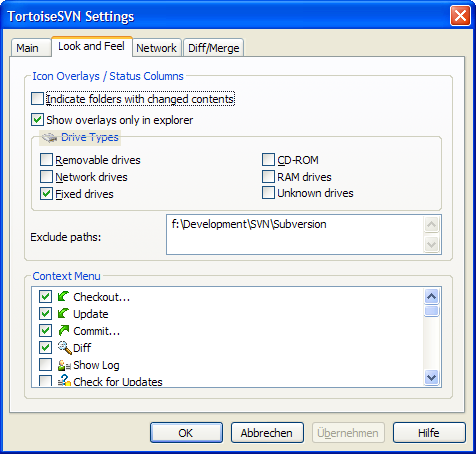 TortoiseSVN Settings
Main
Look and Feel
Network
Diff/Merge
Icon Overlays / Status Columns
Indicate folders with changed contents
Show overlays only in explorer
Drive Types
Removable drives
CD-ROM
Network drives
RAM drives
Fixed drives
Unknown drives
Exclude paths:
f:\Development\SVN\Subversion
Context Menu
Checkout...
Update
Commit...
Diff
Show Log
Check for Updates
OK
Abbrechen
Übernehmen
Hilfe